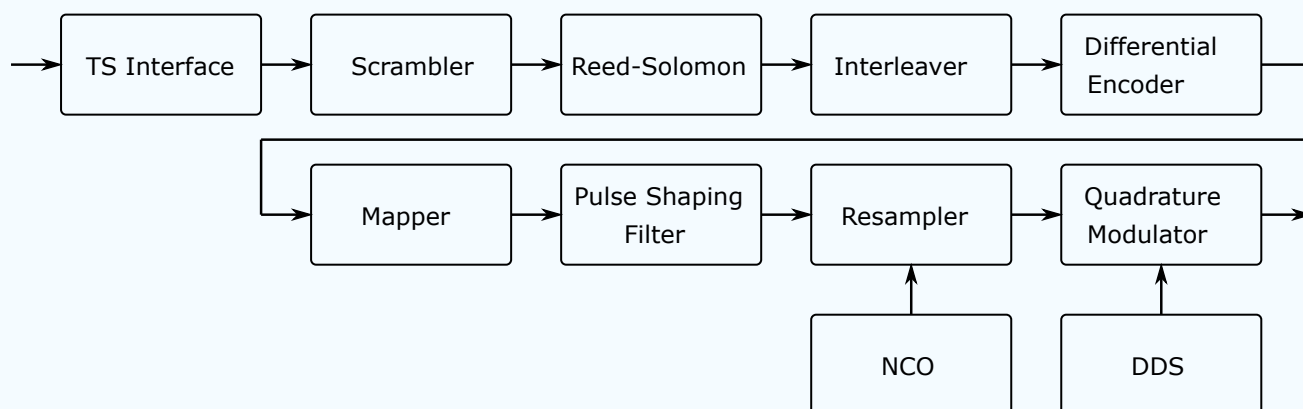 TS Interface
Scrambler
Reed-Solomon
Interleaver
Differential
Encoder
Mapper
Pulse Shaping
Filter
Resampler
Quadrature
Modulator
NCO
DDS